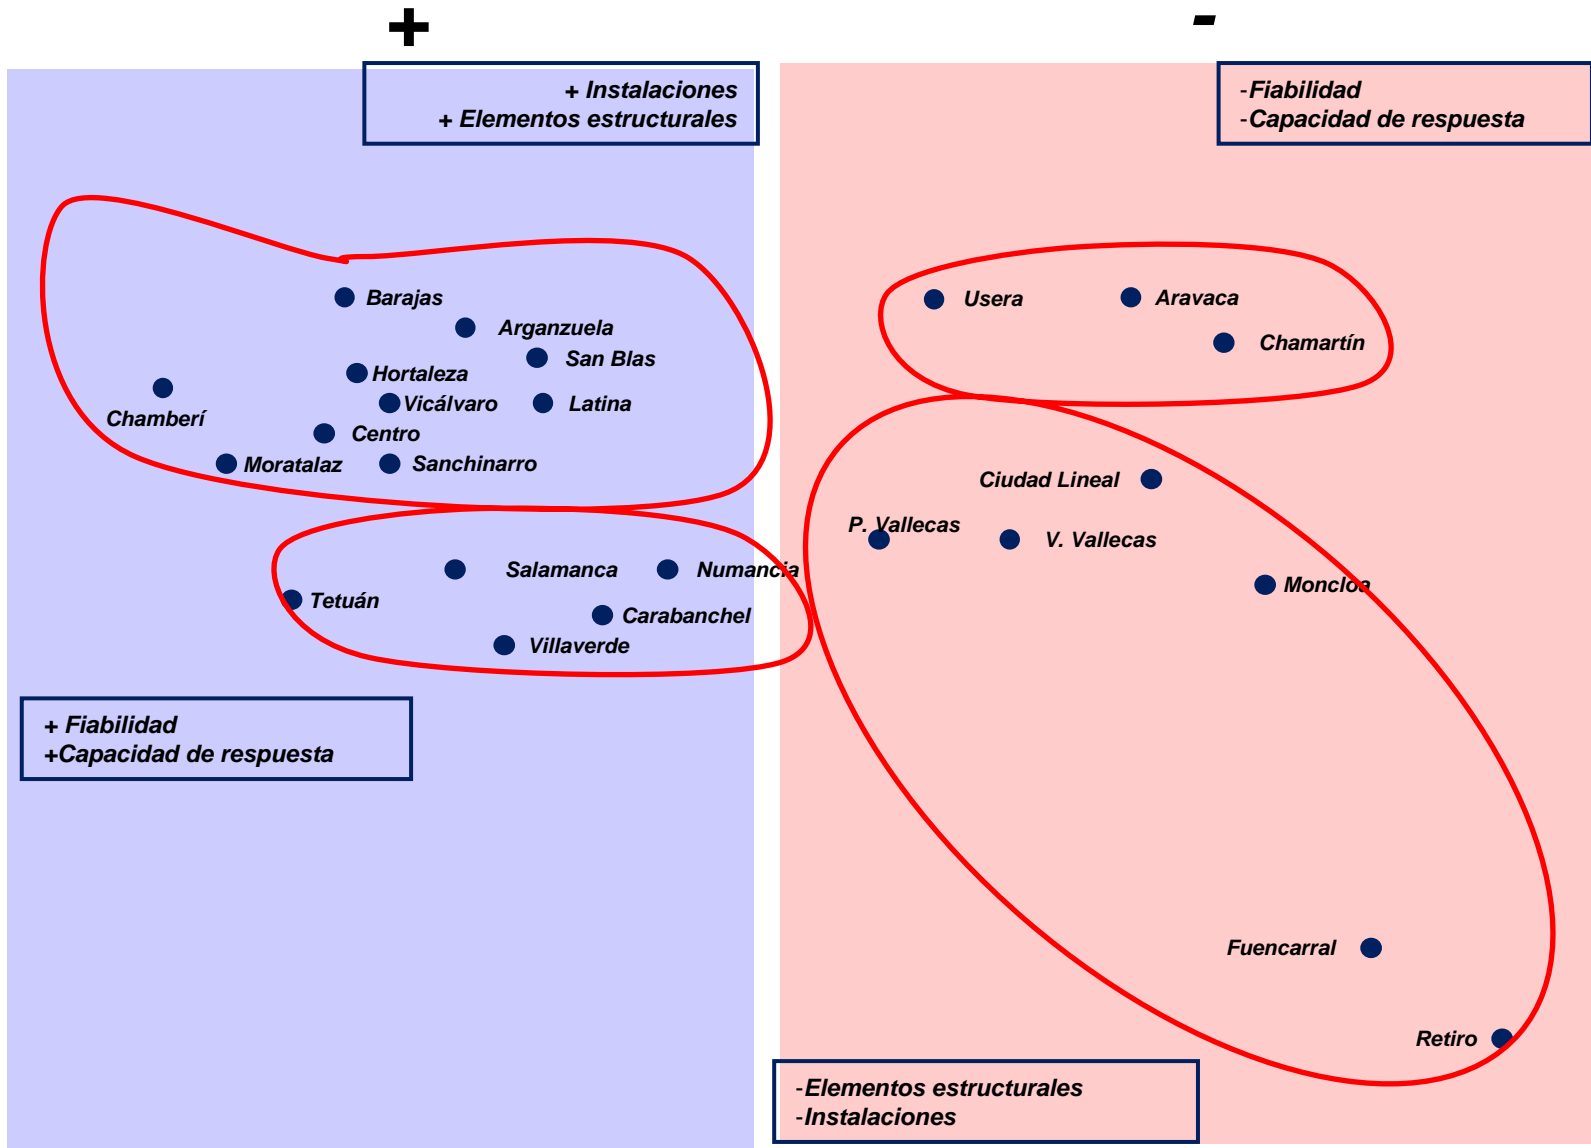 +
-
+ Instalaciones
+ Elementos estructurales
-Fiabilidad
-Capacidad de respuesta
Barajas
Arganzuela
San Blas
Hortaleza
Vicálvaro
Latina
Chamberí
Centro
Moratalaz
Sanchinarro
Usera
Aravaca
Chamartín
Ciudad Lineal
P. Vallecas
V. Vallecas
Moncloa
Salamanca
Numancia
Tetuán
Carabanchel
Villaverde
+ Fiabilidad
+Capacidad de respuesta
Fuencarral
Retiro
-Elementos estructurales
-Instalaciones